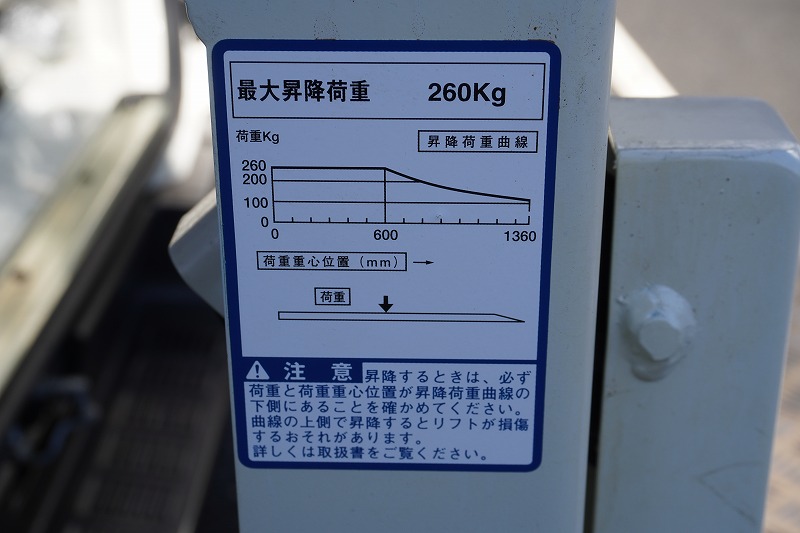 最大昇降荷重 260Kg
荷重Kg
昇降荷重曲線
260
200
100
0
0 600 1360
荷重重心位置(mm) →
荷重
注意 昇降するときは、必ず
荷重と荷重重心位置が昇降荷重曲線の
下側にあることを確かめてください。
曲線の上側で昇降するとリフトが損傷
するおそれがあります。
詳しくは取扱書をご覧ください。